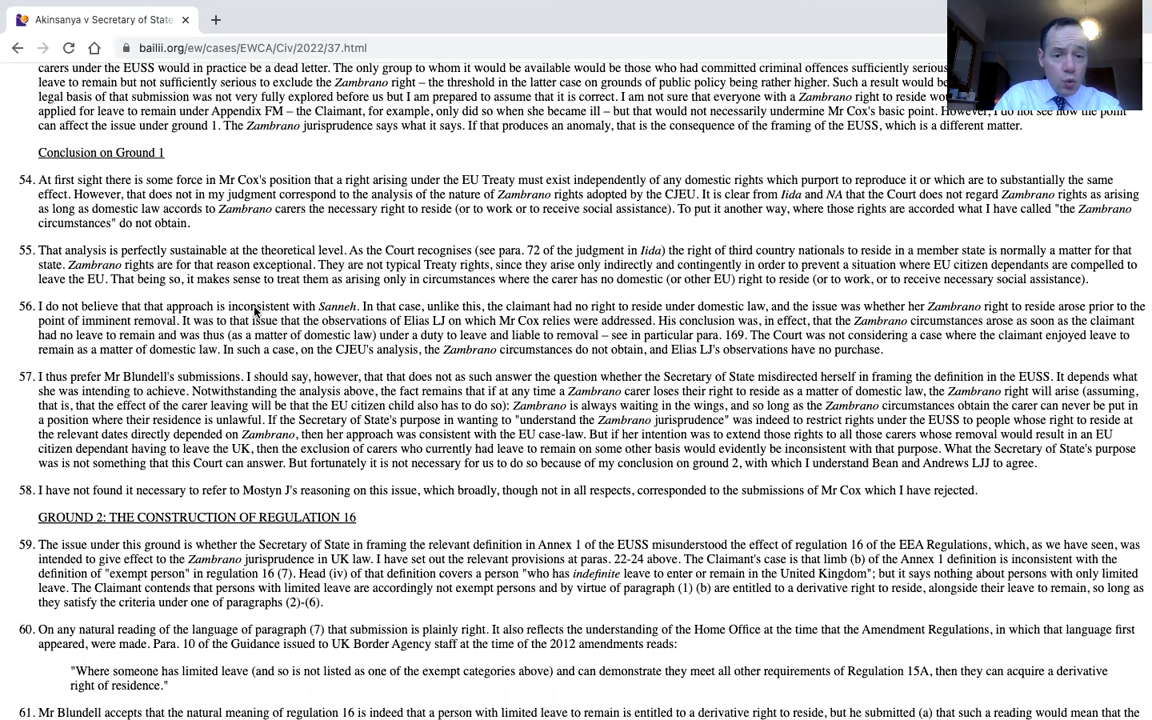 Akinsanya v Secretary of State
bailii.org/ew/cases/EWCA/Civ/2022/37.html
carers under the EUSS would in practice be a dead letter. The only group to whom it would be available would be those who had committed criminal offences sufficiently serious
leave to remain but not sufficiently serious to exclude the Zambrano right – the threshold in the latter case on grounds of public policy being rather higher. Such a result would be
legal basis of that submission was not very fully explored before us but I am prepared to assume that it is correct. I am not sure that everyone with a Zambrano right to reside wo
applied for leave to remain under Appendix FM – the Claimant, for example, only did so when she became ill – but that would not necessarily undermine Mr Cox's basic point. However, I do not see how the point
can affect the issue under ground 1. The Zambrano jurisprudence says what it says. If that produces an anomaly, that is the consequence of the framing of the EUSS, which is a different matter.
Conclusion on Ground 1
54. At first sight there is some force in Mr Cox's position that a right arising under the EU Treaty must exist independently of any domestic rights which purport to reproduce it or which are to substantially the same
effect. However, that does not in my judgment correspond to the analysis of the nature of Zambrano rights adopted by the CJEU. It is clear from Iida and NA that the Court does not regard Zambrano rights as arising
as long as domestic law accords to Zambrano carers the necessary right to reside (or to work or to receive social assistance). To put it another way, where those rights are accorded what I have called "the Zambrano
circumstances" do not obtain.
55. That analysis is perfectly sustainable at the theoretical level. As the Court recognises (see para. 72 of the judgment in Iida) the right of third country nationals to reside in a member state is normally a matter for that
state. Zambrano rights are for that reason exceptional. They are not typical Treaty rights, since they arise only indirectly and contingently in order to prevent a situation where EU citizen dependants are compelled to
leave the EU. That being so, it makes sense to treat them as arising only in circumstances where the carer has no domestic (or other EU) right to reside (or to work, or to receive necessary social assistance).
56. I do not believe that that approach is inconsistent with Sanneh. In that case, unlike this, the claimant had no right to reside under domestic law, and the issue was whether her Zambrano right to reside arose prior to the
point of imminent removal. It was to that issue that the observations of Elias LJ on which Mr Cox relies were addressed. His conclusion was, in effect, that the Zambrano circumstances arose as soon as the claimant
had no leave to remain and was thus (as a matter of domestic law) under a duty to leave and liable to removal – see in particular para. 169. The Court was not considering a case where the claimant enjoyed leave to
remain as a matter of domestic law. In such a case, on the CJEU's analysis, the Zambrano circumstances do not obtain, and Elias LJ's observations have no purchase.
57. I thus prefer Mr Blundell's submissions. I should say, however, that that does not as such answer the question whether the Secretary of State misdirected herself in framing the definition in the EUSS. It depends what
she was intending to achieve. Notwithstanding the analysis above, the fact remains that if at any time a Zambrano carer loses their right to reside as a matter of domestic law, the Zambrano right will arise (assuming,
that is, that the effect of the carer leaving will be that the EU citizen child also has to do so): Zambrano is always waiting in the wings, and so long as the Zambrano circumstances obtain the carer can never be put in
a position where their residence is unlawful. If the Secretary of State's purpose in wanting to "understand the Zambrano jurisprudence" was indeed to restrict rights under the EUSS to people whose right to reside at
the relevant dates directly depended on Zambrano, then her approach was consistent with the EU case-law. But if her intention was to extend those rights to all those carers whose removal would result in an EU
citizen dependant having to leave the UK, then the exclusion of carers who currently had leave to remain on some other basis would evidently be inconsistent with that purpose. What the Secretary of State's purpose
was is not something that this Court can answer. But fortunately it is not necessary for us to do so because of my conclusion on ground 2, with which I understand Bean and Andrews LJJ to agree.
58. I have not found it necessary to refer to Mostyn J's reasoning on this issue, which broadly, though not in all respects, corresponded to the submissions of Mr Cox which I have rejected.
GROUND 2: THE CONSTRUCTION OF REGULATION 16
59. The issue under this ground is whether the Secretary of State in framing the relevant definition in Annex 1 of the EUSS misunderstood the effect of regulation 16 of the EEA Regulations, which, as we have seen, was
intended to give effect to the Zambrano jurisprudence in UK law. I have set out the relevant provisions at paras. 22-24 above. The Claimant's case is that limb (b) of the Annex 1 definition is inconsistent with the
definition of "exempt person" in regulation 16 (7). Head (iv) of that definition covers a person "who has indefinite leave to enter or remain in the United Kingdom"; but it says nothing about persons with only limited
leave. The Claimant contends that persons with limited leave are accordingly not exempt persons and by virtue of paragraph (1) (b) are entitled to a derivative right to reside, alongside their leave to remain, so long as
they satisfy the criteria under one of paragraphs (2)-(6).
60. On any natural reading of the language of paragraph (7) that submission is plainly right. It also reflects the understanding of the Home Office at the time that the Amendment Regulations, in which that language first
appeared, were made. Para. 10 of the Guidance issued to UK Border Agency staff at the time of the 2012 amendments reads:
"Where someone has limited leave (and so is not listed as one of the exempt categories above) and can demonstrate they meet all other requirements of Regulation 15A, then they can acquire a derivative
right of residence."
61. Mr Blundell accepts that the natural meaning of regulation 16 is indeed that a person with limited leave to remain is entitled to a derivative right to reside, but he submitted (a) that such a reading would mean that the